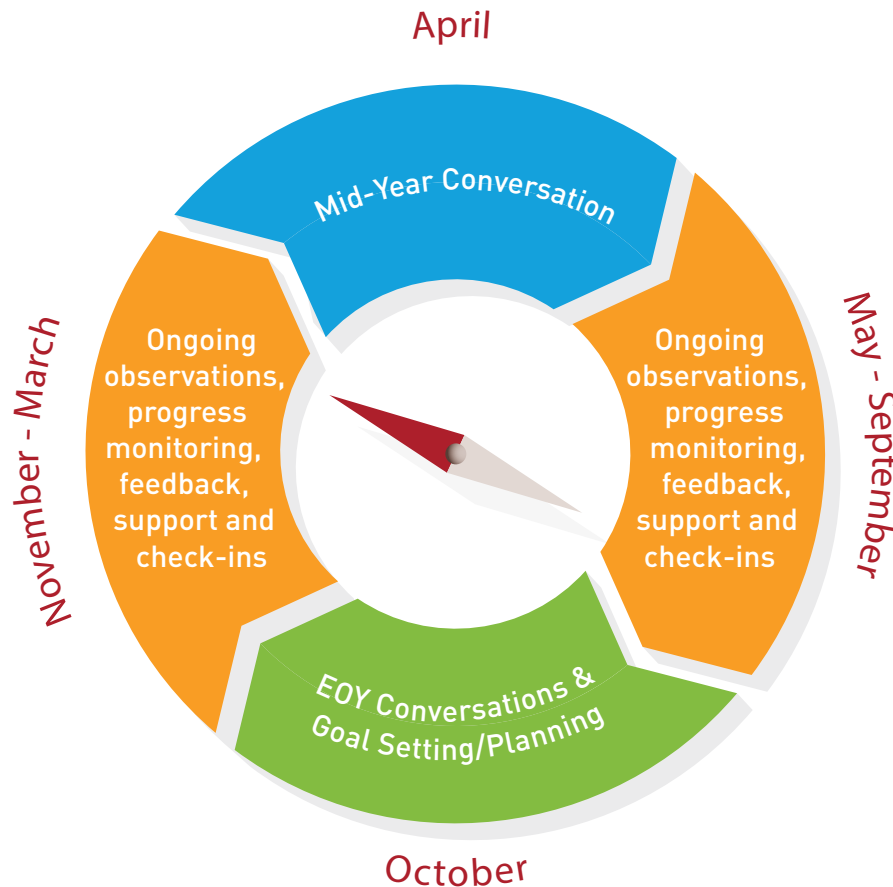 April
Mid-Year Conversation
November - March
Ongoing
observations,
progress
monitoring,
feedback,
support and
check-ins
May - September
Ongoing
observations,
progress
monitoring,
feedback,
support and
check-ins
EOY Conversations &
Goal Setting/Planning
October